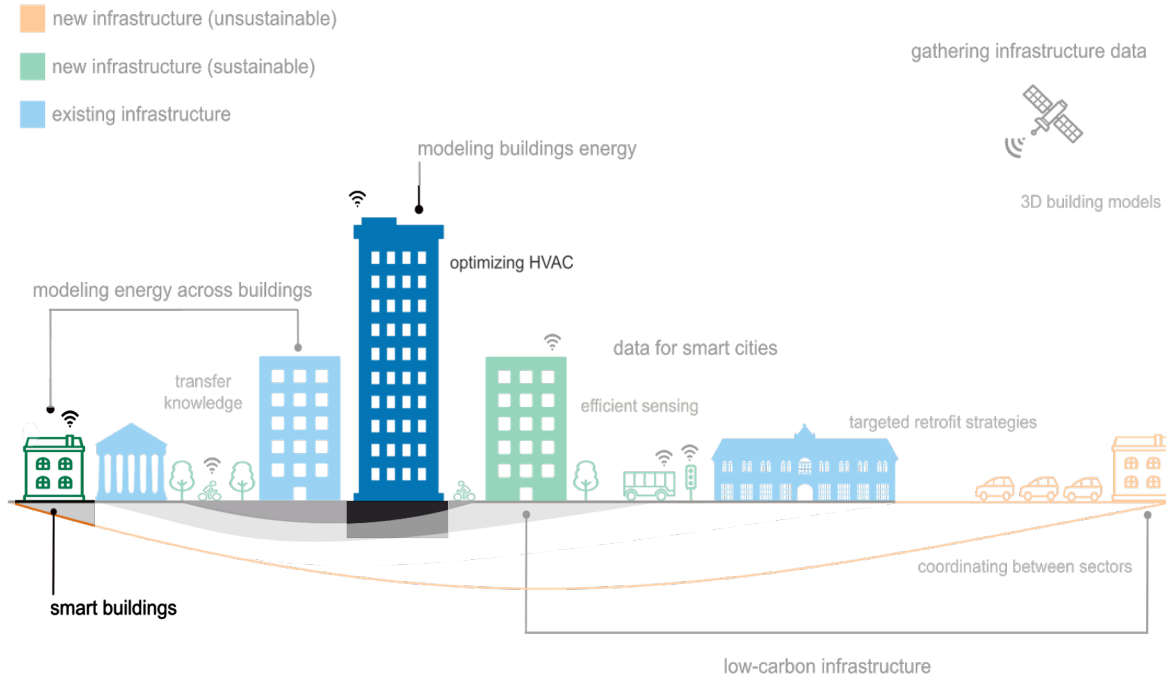 new infrastructure (unsustainable)
new infrastructure (sustainable)
existing infrastructure
gathering infrastructure data
modeling buildings energy
3D building models
optimizing HVAC
modeling energy across buildings
data for smart cities
transfer
knowledge
efficient sensing
targeted retrofit strategies
coordinating between sectors
smart buildings
low-carbon infrastructure